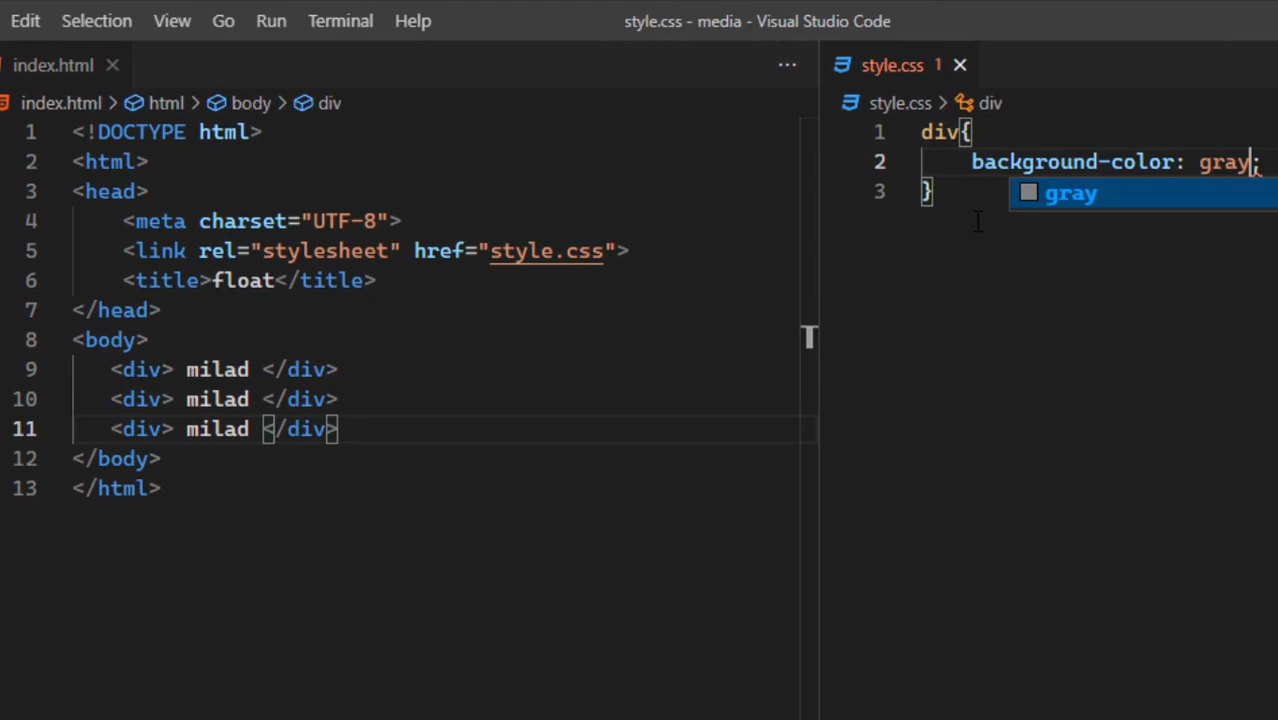 Edit Selection View Go Run Terminal Help
style.css - media - Visual Studio Code
index.html
index.html > html > body > div
1 <!DOCTYPE html>
2 <html>
3 <head>
4 <meta charset="UTF-8">
5 <link rel="stylesheet" href="style.css">
6 <title>float</title>
7 </head>
8 <body>
9 <div> milad </div>
10 <div> milad </div>
11 <div> milad </div>
12 </body>
13 </html>
style.css 1
style.css > div
1 div{
2 background-color: gray;
gray
3 }